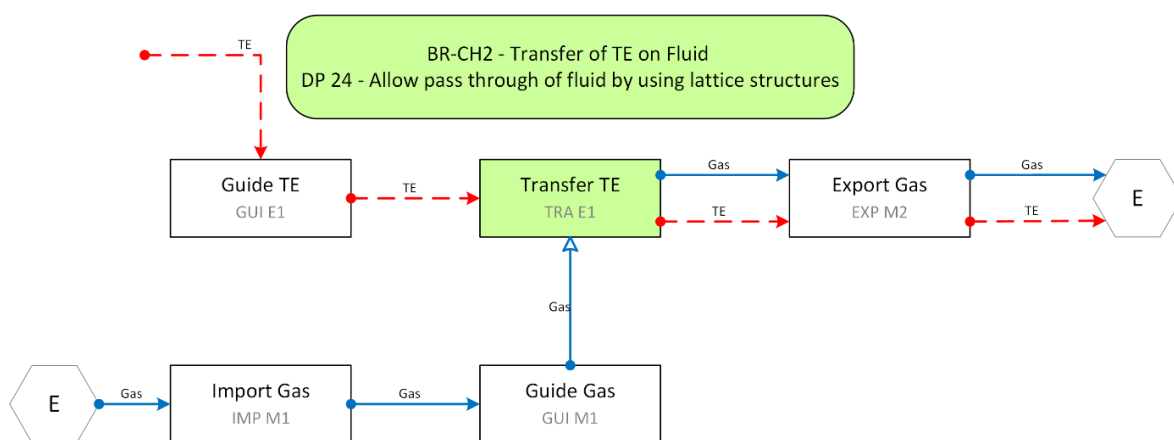 TE
BR-CH2 - Transfer of TE on Fluid
DP 24 - Allow pass through of fluid by using lattice structures
Guide TE
GUI E1
TE
Transfer TE
TRA E1
Gas
TE
Export Gas
EXP M2
Gas
TE
E
Gas
E
Gas
Import Gas
IMP M1
Gas
Guide Gas
GUI M1